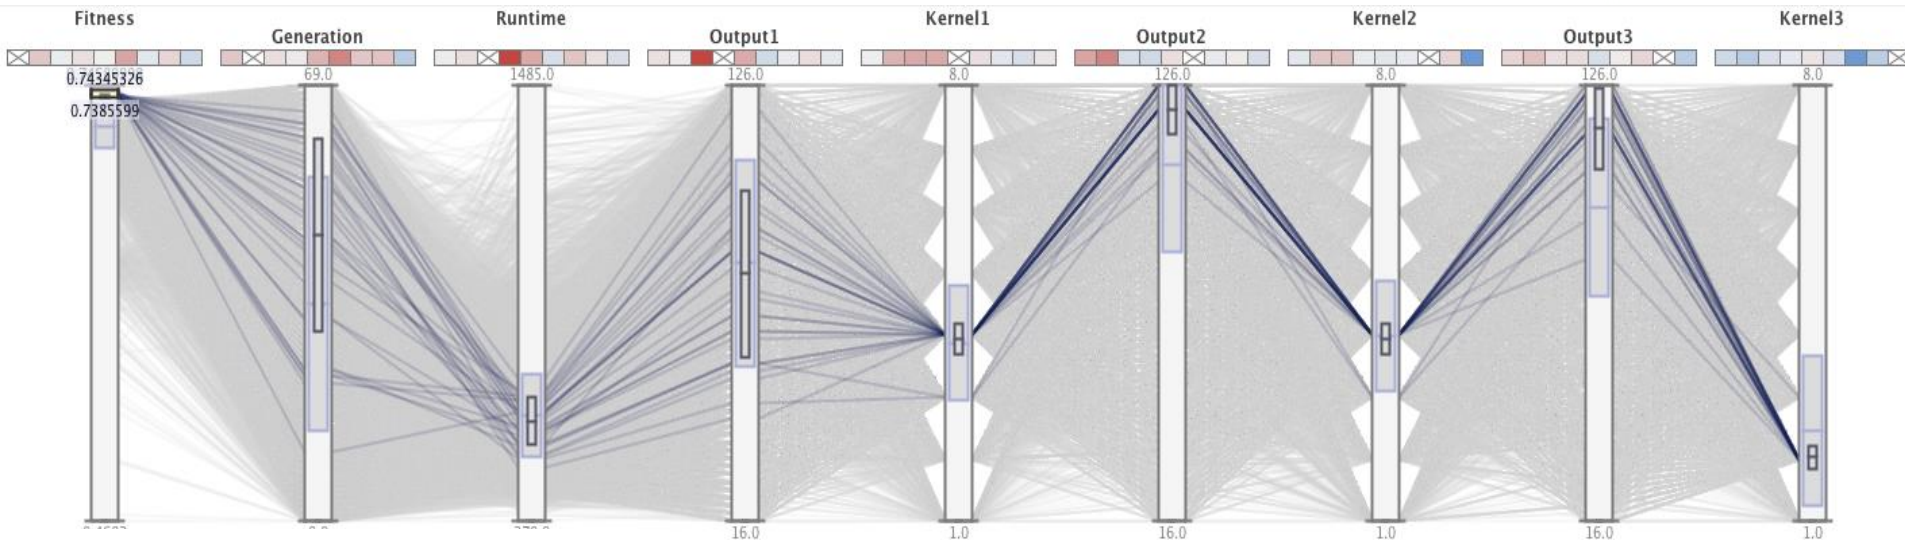 Fitness
Generation
Runtime
Output1
Kernel1
Output2
Kernel2
Output3
Kernel3
0.74345326
0.7385599
69.0
1485.0
126.0
8.0
126.0
8.0
126.0
8.0
16.0
1.0
16.0
1.0
16.0
1.0